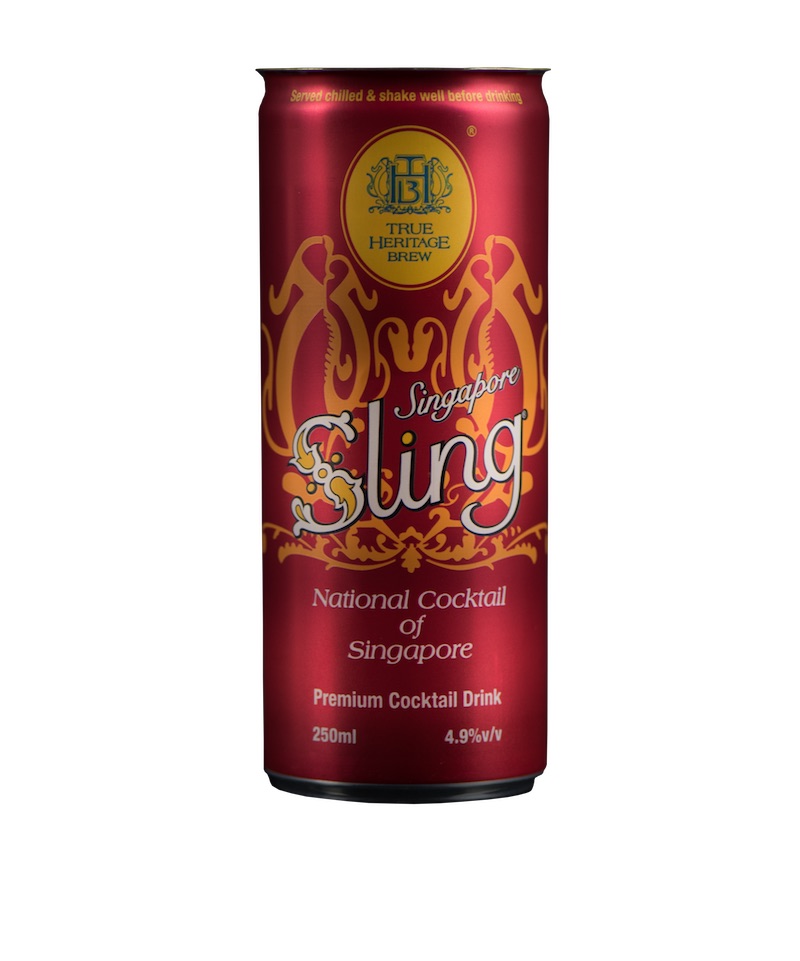 Served chilled & shake well before drinking
®
THB
TRUE
HERITAGE
BREW
Singapore
Sling
National Cocktail
of
Singapore
Premium Cocktail Drink
250ml 4.9%v/v